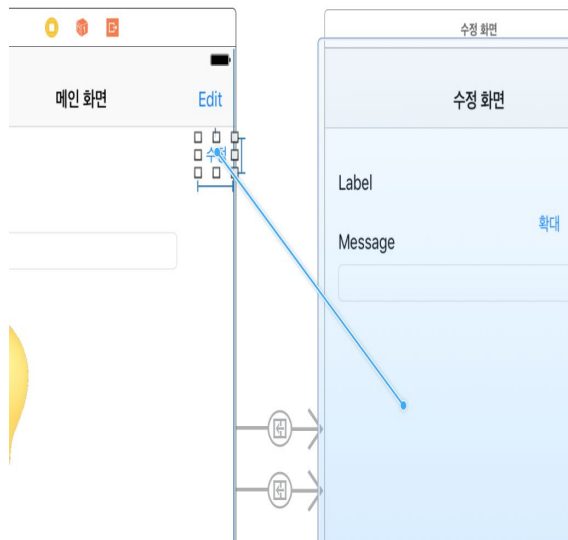 수정 화면
메인 화면
Edit
수정 화면
수정
Label
확대
Message